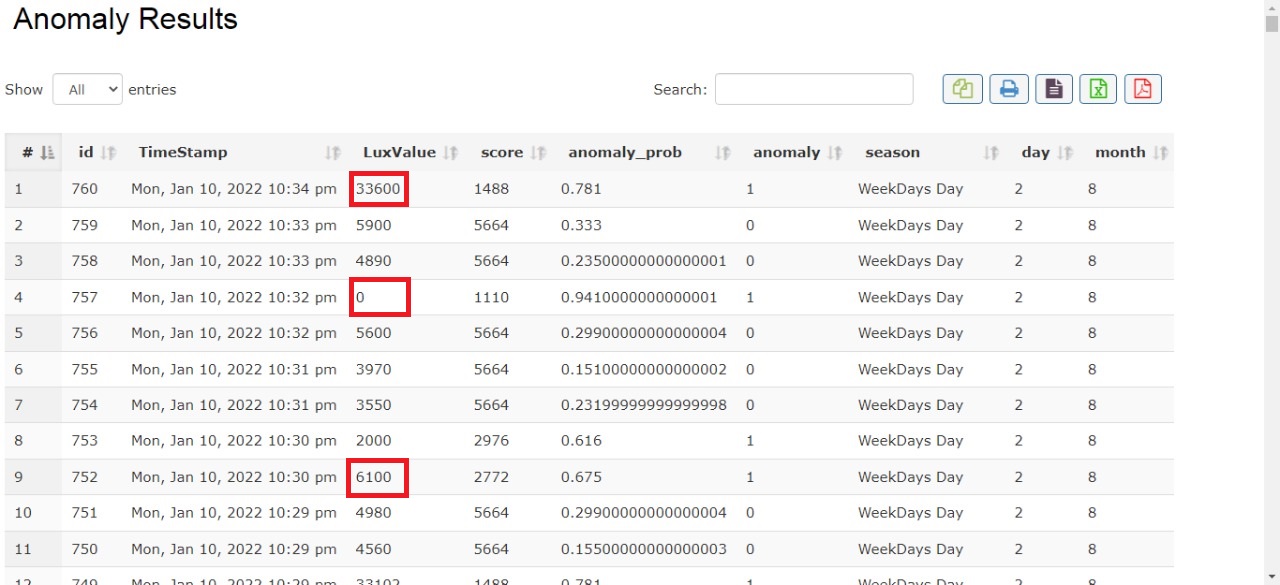 Anomaly Results
Show All entries Search:
# id TimeStamp LuxValue score anomaly_prob anomaly season day month
1 760 Mon, Jan 10, 2022 10:34 pm 33600 1488 0.781 1 WeekDays Day 2 8
2 759 Mon, Jan 10, 2022 10:33 pm 5900 5664 0.333 0 WeekDays Day 2 8
3 758 Mon, Jan 10, 2022 10:33 pm 4890 5664 0.23500000000000001 0 WeekDays Day 2 8
4 757 Mon, Jan 10, 2022 10:32 pm 0 1110 0.9410000000000001 1 WeekDays Day 2 8
5 756 Mon, Jan 10, 2022 10:32 pm 5600 5664 0.29900000000000004 0 WeekDays Day 2 8
6 755 Mon, Jan 10, 2022 10:31 pm 3970 5664 0.15100000000000002 0 WeekDays Day 2 8
7 754 Mon, Jan 10, 2022 10:31 pm 3550 5664 0.23199999999999998 0 WeekDays Day 2 8
8 753 Mon, Jan 10, 2022 10:30 pm 2000 2976 0.616 1 WeekDays Day 2 8
9 752 Mon, Jan 10, 2022 10:30 pm 6100 2772 0.675 1 WeekDays Day 2 8
10 751 Mon, Jan 10, 2022 10:29 pm 4980 5664 0.29900000000000004 0 WeekDays Day 2 8
11 750 Mon, Jan 10, 2022 10:29 pm 4560 5664 0.15500000000000003 0 WeekDays Day 2 8
12 749 Mon, Jan 10, 2022 10:29 pm 33102 1488 0.781 1 WeekDays Day 2 8